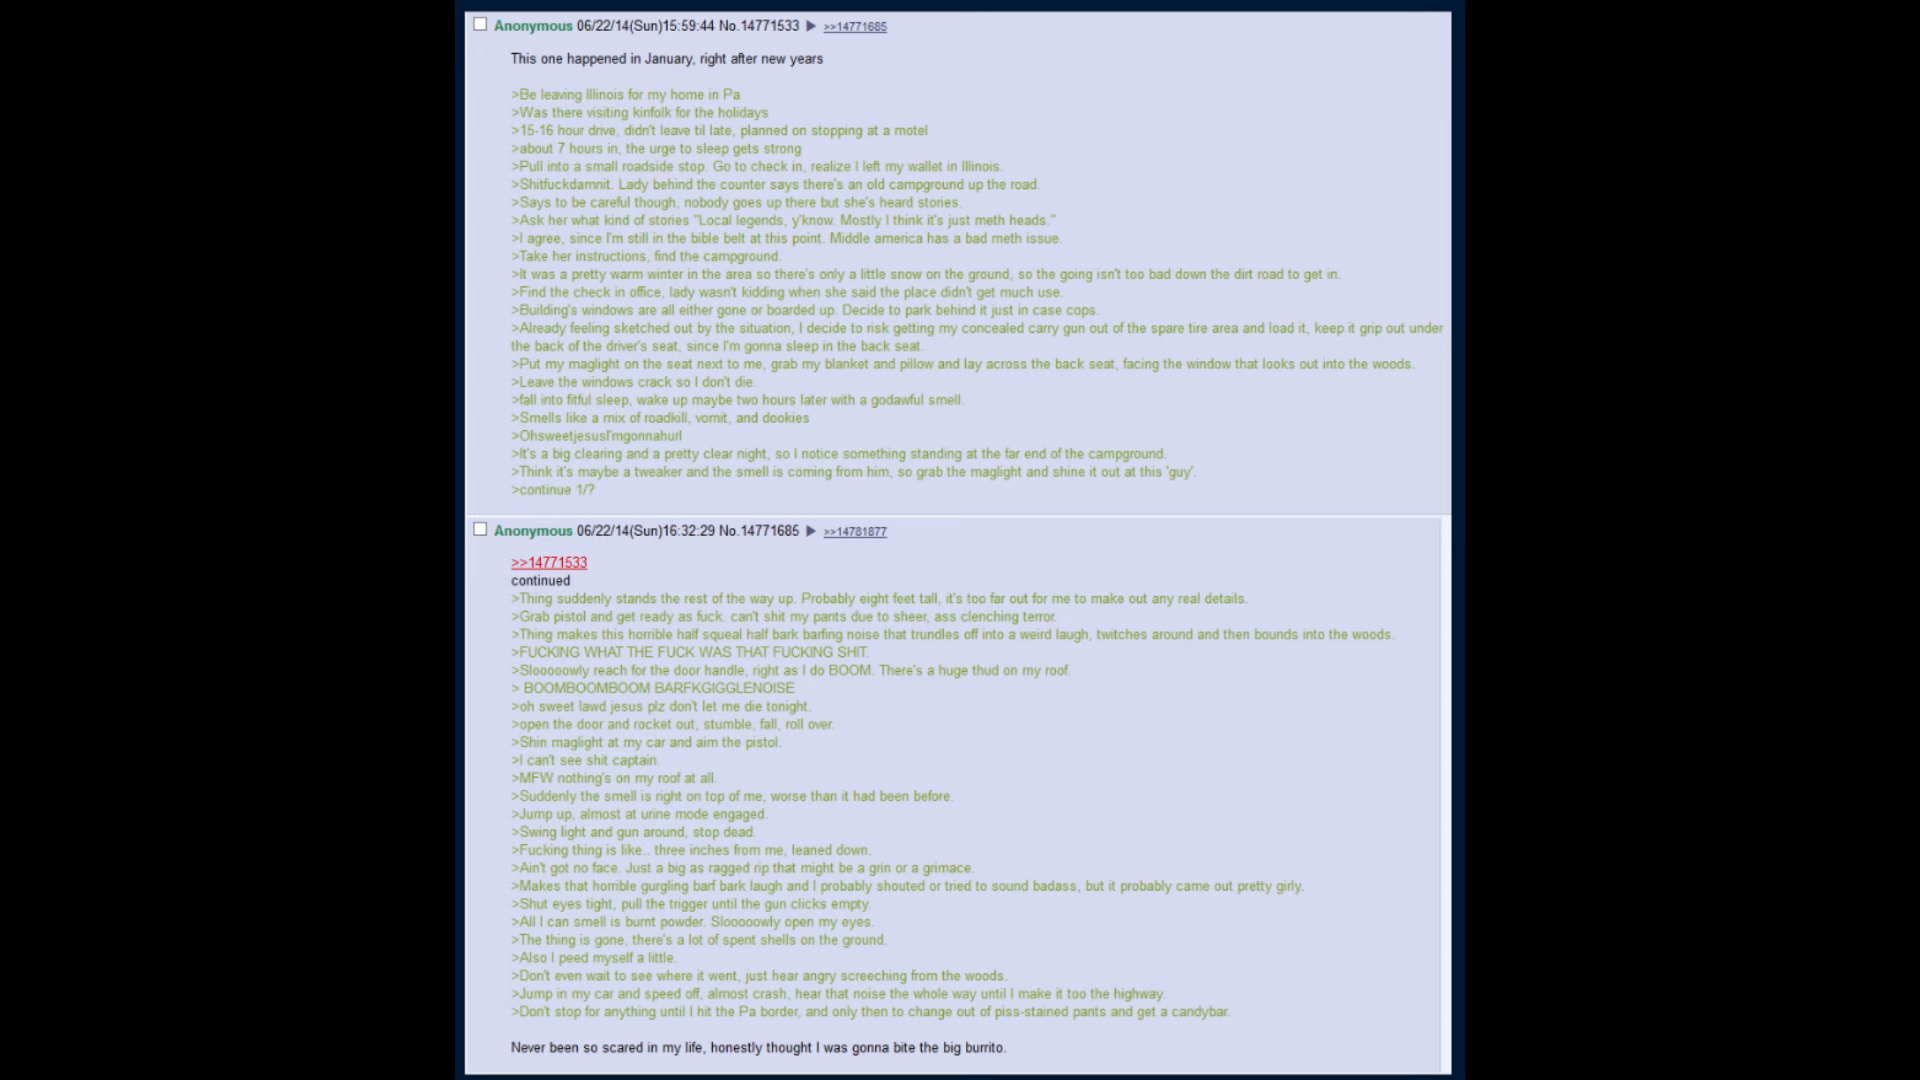 Anonymous 06/22/14(Sun)15:59:44 No.14771533 ▶ >>14771685
This one happened in January, right after new years
>Be leaving Illinois for my home in Pa
>Was there visiting kinfolk for the holidays
>15-16 hour drive, didn't leave til late, planned on stopping at a motel
>about 7 hours in, the urge to sleep gets strong
>Pull into a small roadside stop. Go to check in, realize I left my wallet in Illinois.
>Shitfuckdamnit. Lady behind the counter says there's an old campground up the road.
>Says to be careful though, nobody goes up there but she's heard stories.
>Ask her what kind of stories "Local legends, y'know. Mostly I think it's just meth heads."
>I agree, since I'm still in the bible belt at this point. Middle america has a bad meth issue.
>Take her instructions, find the campground.
>It was a pretty warm winter in the area so there's only a little snow on the ground, so the going isn't too bad down the dirt road to get in.
>Find the check in office, lady wasn't kidding when she said the place didn't get much use.
>Building's windows are all either gone or boarded up. Decide to park behind it just in case cops.
>Already feeling sketched out by the situation, I decide to risk getting my concealed carry gun out of the spare tire area and load it, keep it grip out under
the back of the driver's seat, since I'm gonna sleep in the back seat.
>Put my maglight on the seat next to me, grab my blanket and pillow and lay across the back seat, facing the window that looks out into the woods.
>Leave the windows crack so I don't die.
>fall into fitful sleep, wake up maybe two hours later with a godawful smell.
>Smells like a mix of roadkill, vomit, and dookies
>OhsweetjesusI'mgonnahurl
>It's a big clearing and a pretty clear night, so I notice something standing at the far end of the campground.
>Think it's maybe a tweaker and the smell is coming from him, so grab the maglight and shine it out at this 'guy'.
>continue 1/?
Anonymous 06/22/14(Sun)16:32:29 No.14771685 ▶ >>14781877
>>14771533
continued
>Thing suddenly stands the rest of the way up. Probably eight feet tall, it's too far out for me to make out any real details.
>Grab pistol and get ready as fuck. can't shit my pants due to sheer, ass clenching terror.
>Thing makes this horrible half squeal half bark barfing noise that trundles off into a weird laugh, twitches around and then bounds into the woods.
>FUCKING WHAT THE FUCK WAS THAT FUCKING SHIT.
>Slooooowly reach for the door handle, right as I do BOOM. There's a huge thud on my roof.
> BOOMBOOMBOOM BARFKGIGGLENOISE
>oh sweet lawd jesus plz don't let me die tonight.
>open the door and rocket out, stumble, fall, roll over.
>Shin maglight at my car and aim the pistol.
>I can't see shit captain.
>MFW nothing's on my roof at all.
>Suddenly the smell is right on top of me, worse than it had been before.
>Jump up, almost at urine mode engaged.
>Swing light and gun around, stop dead.
>Fucking thing is like.. three inches from me, leaned down.
>Ain't got no face. Just a big as ragged rip that might be a grin or a grimace.
>Makes that horrible gurgling barf bark laugh and I probably shouted or tried to sound badass, but it probably came out pretty girly.
>Shut eyes tight, pull the trigger until the gun clicks empty.
>All I can smell is burnt powder. Slooooowly open my eyes.
>The thing is gone, there's a lot of spent shells on the ground.
>Also I peed myself a little.
>Don't even wait to see where it went, just hear angry screeching from the woods.
>Jump in my car and speed off, almost crash, hear that noise the whole way until I make it too the highway.
>Don't stop for anything until I hit the Pa border, and only then to change out of piss-stained pants and get a candybar.
Never been so scared in my life, honestly thought I was gonna bite the big burrito.